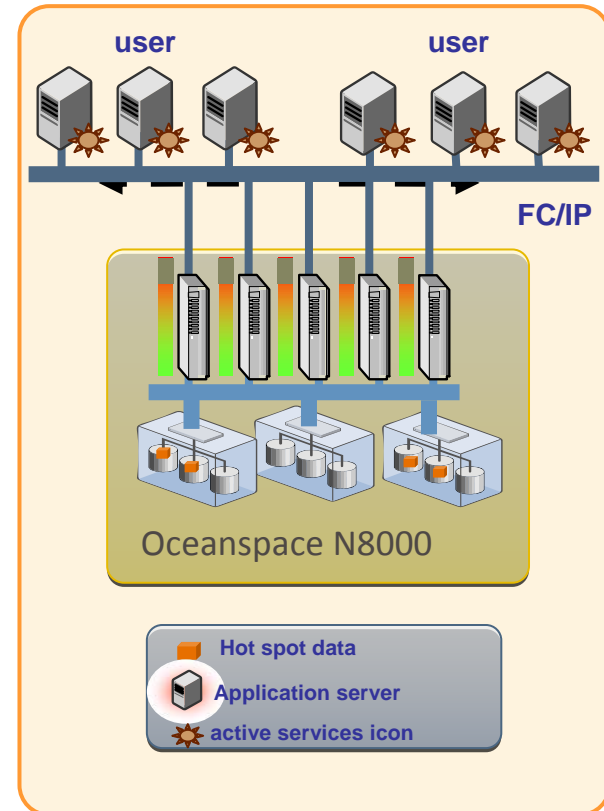 user
user
FC/IP
Oceanspace N8000
Hot spot data
Application server
active services icon